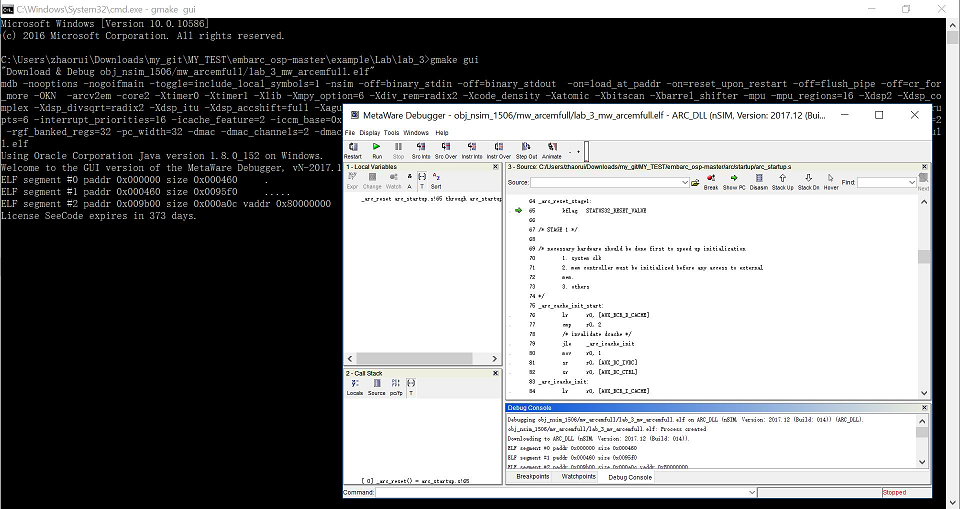 C:\Windows\System32\cmd.exe - gmake gui
Microsoft Windows [Version 10.0.10586]
(c) 2016 Microsoft Corporation. All rights reserved.
C:\Users\zhaorui\Downloads\my_git\MY_TEST\embarc_osp-master\example\Lab\lab_3>gmake gui
"Download & Debug obj_nsim_1506/mw_arcemfull/lab_3_mw_arcemfull.elf"
mdb -nooptions -nogoifmain -toggle=include_local_symbols=1 -nsim -off=binary_stdin -off=binary_stdout -on=load_at_paddr -on=reset_upon_restart -off=flush_pipe -off=cr_for
_more -OKN -arcv2em -core2 -Xtimer0 -Xtimer1 -Xlib -Xmpy_option=6 -Xdiv_rem=radix2 -Xcode_density -Xatomic -Xbitscan -Xbarrel_shifter -mpu -mpu_regions=16 -Xdsp2 -Xdsp_co
mplex -Xdsp_divsqrt=radix2 -Xdsp_itu -Xdsp_accshift=full -Xagu
pts=6 -interrupt_priorities=16 -icache_feature=2 -iccm_base=0x
2 -rgf_banked_regs=32 -pc_width=32 -dmac -dmac_channels=2 -dmac
1.elf
Using Oracle Corporation Java version 1.8.0_152 on Windows.
Welcome to the GUI version of the MetaWare Debugger, vN-2017.1
ELF segment #0 paddr 0x000000 size 0x000460 .
ELF segment #1 paddr 0x000460 size 0x0095f0 .....
ELF segment #2 paddr 0x009b00 size 0x000a0c vaddr 0x80000000
License SeeCode expires in 373 days.
MetaWare Debugger - obj_nsim_1506/mw_arcemfull/lab_3_mw_arcemfull.elf - ARC_DLL (nSIM, Version: 2017.12 (Bui...
File Display Tools Windows Help
Restart Run Stop Src Into Src Over Instr Into Instr Over Step Out Animate
1 - Local Variables
Expr Change Watch A T Sort
_arc_reset arc_startup.s!65 through arc_startup
2 - Call Stack
Locals Source pc/fp T
[ 0] _arc_reset() = arc_startup.s!65
3 - Source: C:/Users/zhaorui/Downloads/my_git/MY_TEST/embarc_osp-master/arc/startup/arc_startup.s
Source: Break Show PC Disasm Stack Up Stack Dn Hover Find: Next
64 _arc_reset_stage1:
65 kflag STATUS32_RESET_VALUE
66
67 /* STAGE 1 */
68
69 /* necessary hardware should be done first to speed up initialization
70 1. system clk
71 2. mem controller must be initialized before any access to external
72 mem.
73 3. others
74 */
75 _arc_cache_init_start:
76 lr r0, [AUX_BCR_D_CACHE]
77 cmp r0, 2
78 /* invalidate dcache */
79 jle _arc_icache_init
80 mov r0, 1
81 sr r0, [AUX_DC_IVDC]
82 sr r0, [AUX_DC_CTRL]
83 _arc_icache_init:
84 lr r0, [AUX_BCR_I_CACHE]
Debug Console
Debugging obj_nsim_1506/mw_arcemfull/lab_3_mw_arcemfull.elf on ARC_DLL (nSIM, Version: 2017.12 (Build: 014)) (ARC_DLL).
obj_nsim_1506/mw_arcemfull/lab_3_mw_arcemfull.elf: Process created
Downloading to ARC_DLL (nSIM. Version: 2017.12 (Build: 014)).
ELF segment #0 paddr 0x000000 size 0x000460
ELF segment #1 paddr 0x000460 size 0x0095f0
ELF segment #2 paddr 0x009b00 size 0x000a0c vaddr 0x80000000
Breakpoints Watchpoints Debug Console
Command: Stopped